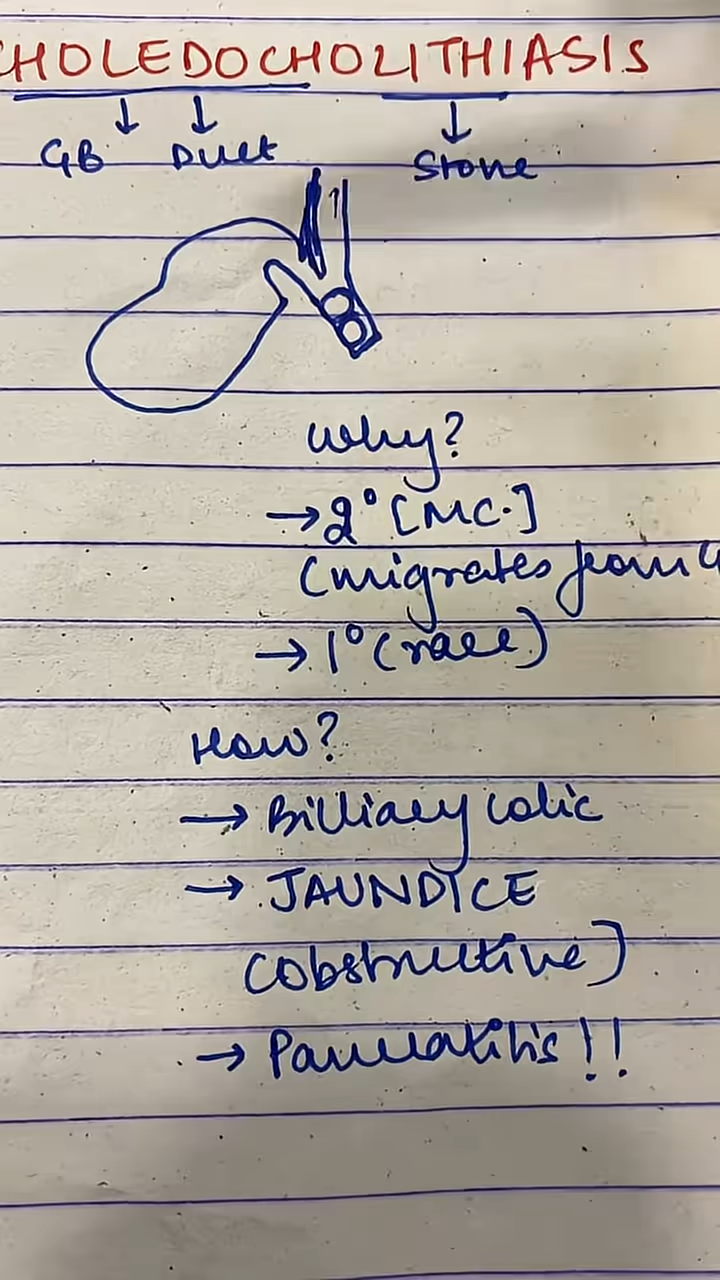 CHOLEDOCHOLITHIASIS
↓ ↓ ↓
GB Duct Stone
Why?
→ 2° [MC.]
(migrates from G
→ 1° (rare)
How?
→ Billiary colic
→ JAUNDICE
(obstructive)
→ Pancreatitis!!